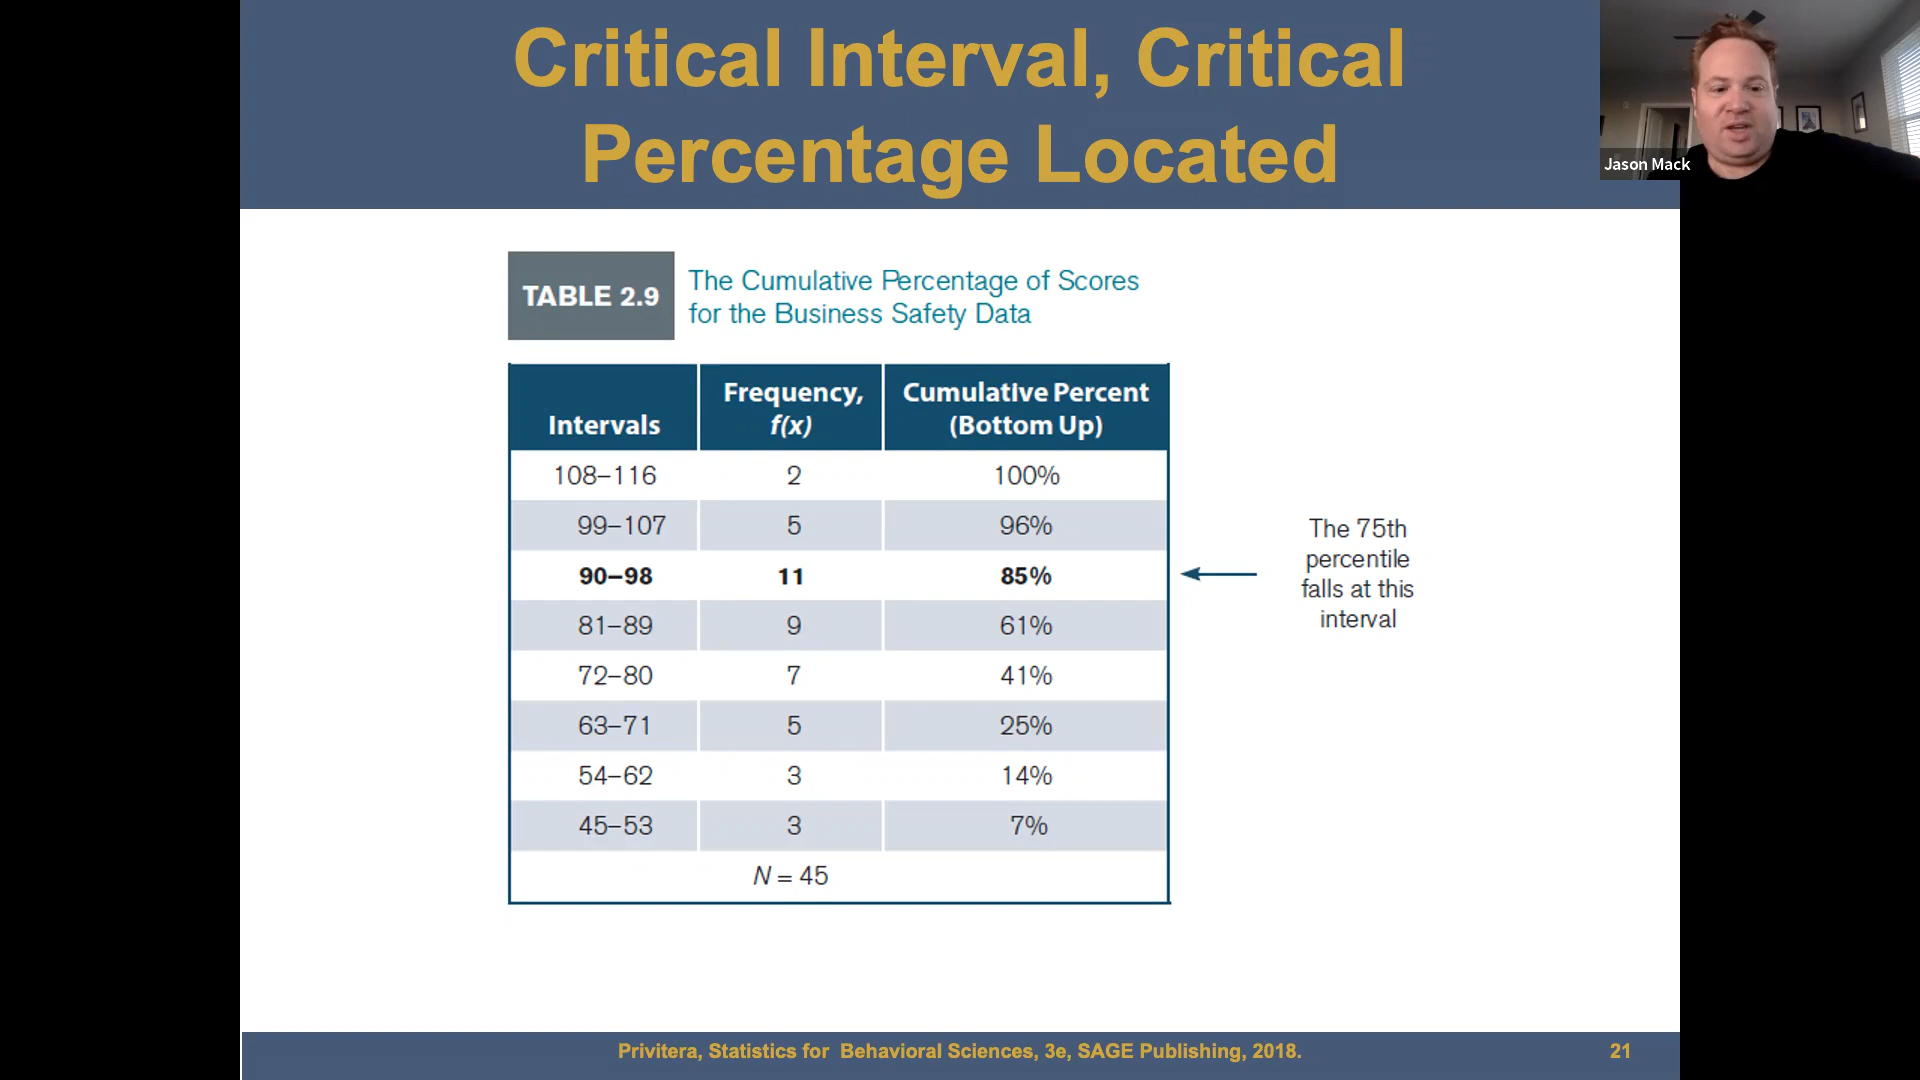 Critical Interval, Critical
Percentage Located
Jason Mack
TABLE 2.9
The Cumulative Percentage of Scores
for the Business Safety Data
Intervals
Frequency,
f(x)
Cumulative Percent
(Bottom Up)
108–116 2 100%
99–107 5 96%
90–98 11 85%
81–89 9 61%
72–80 7 41%
63–71 5 25%
54–62 3 14%
45–53 3 7%
N = 45
The 75th
percentile
falls at this
interval
Privitera, Statistics for Behavioral Sciences, 3e, SAGE Publishing, 2018.
21